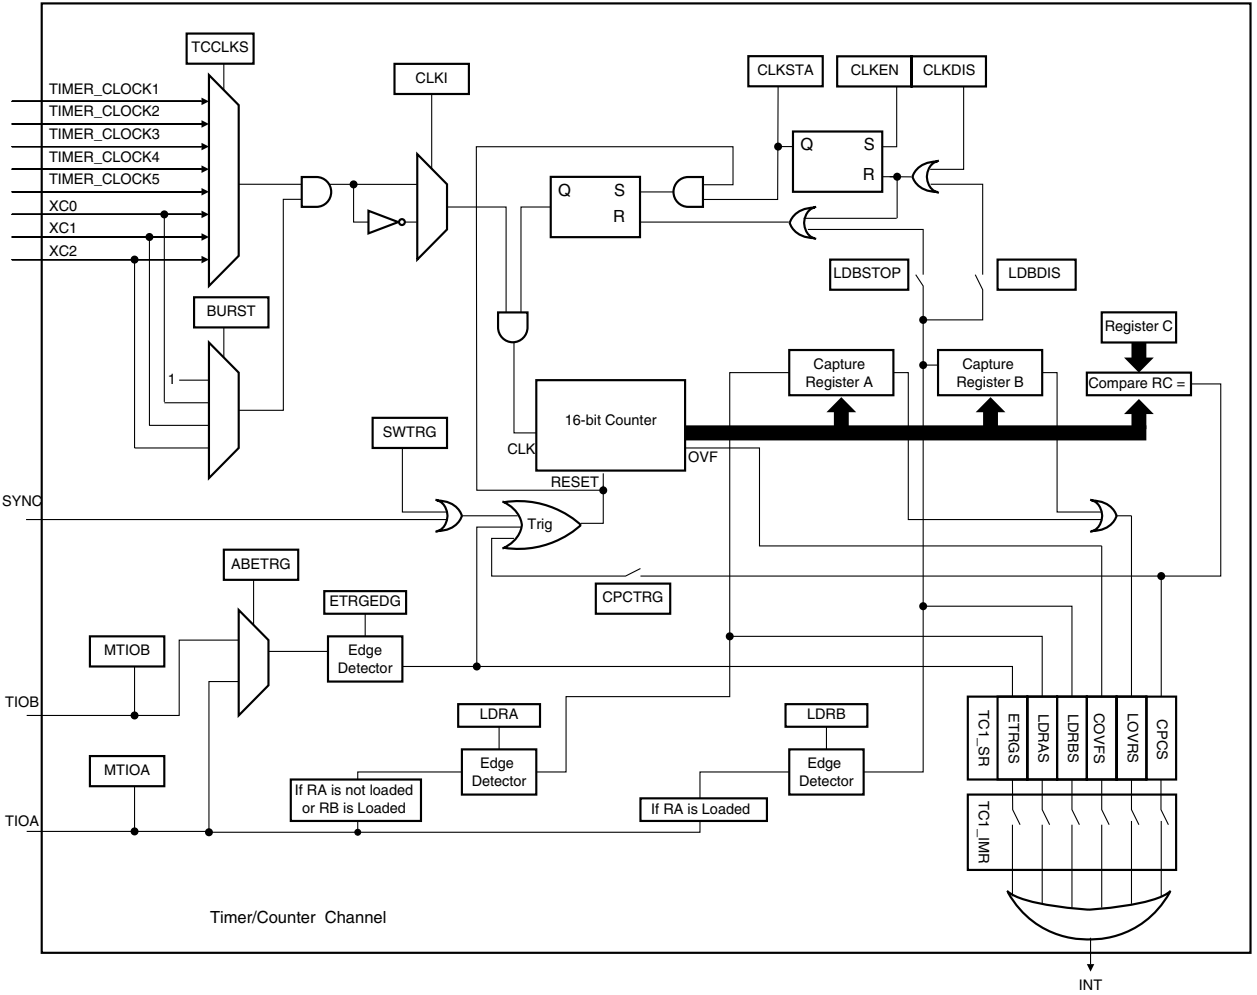 TCCLKS
TIMER_CLOCK1
TIMER_CLOCK2
TIMER_CLOCK3
TIMER_CLOCK4
TIMER_CLOCK5
XC0
XC1
XC2
CLKI
CLKSTA
CLKEN
CLKDIS
Q
S
R
Q
S
R
LDBSTOP
LDBDIS
BURST
1
Register C
Capture
Register A
Capture
Register B
Compare RC =
16-bit Counter
SWTRG
CLK
OVF
RESET
SYNC
Trig
ABETRG
ETRGEDG
CPCTRG
MTIOB
Edge
Detector
TIOB
LDRA
LDRB
MTIOA
Edge
Detector
Edge
Detector
If RA is not loaded
or RB is Loaded
If RA is Loaded
TIOA
TC1_SR
ETRGS
LDRAS
LDRBS
COVFS
LOVRS
CPCS
TC1_IMR
Timer/Counter Channel
INT